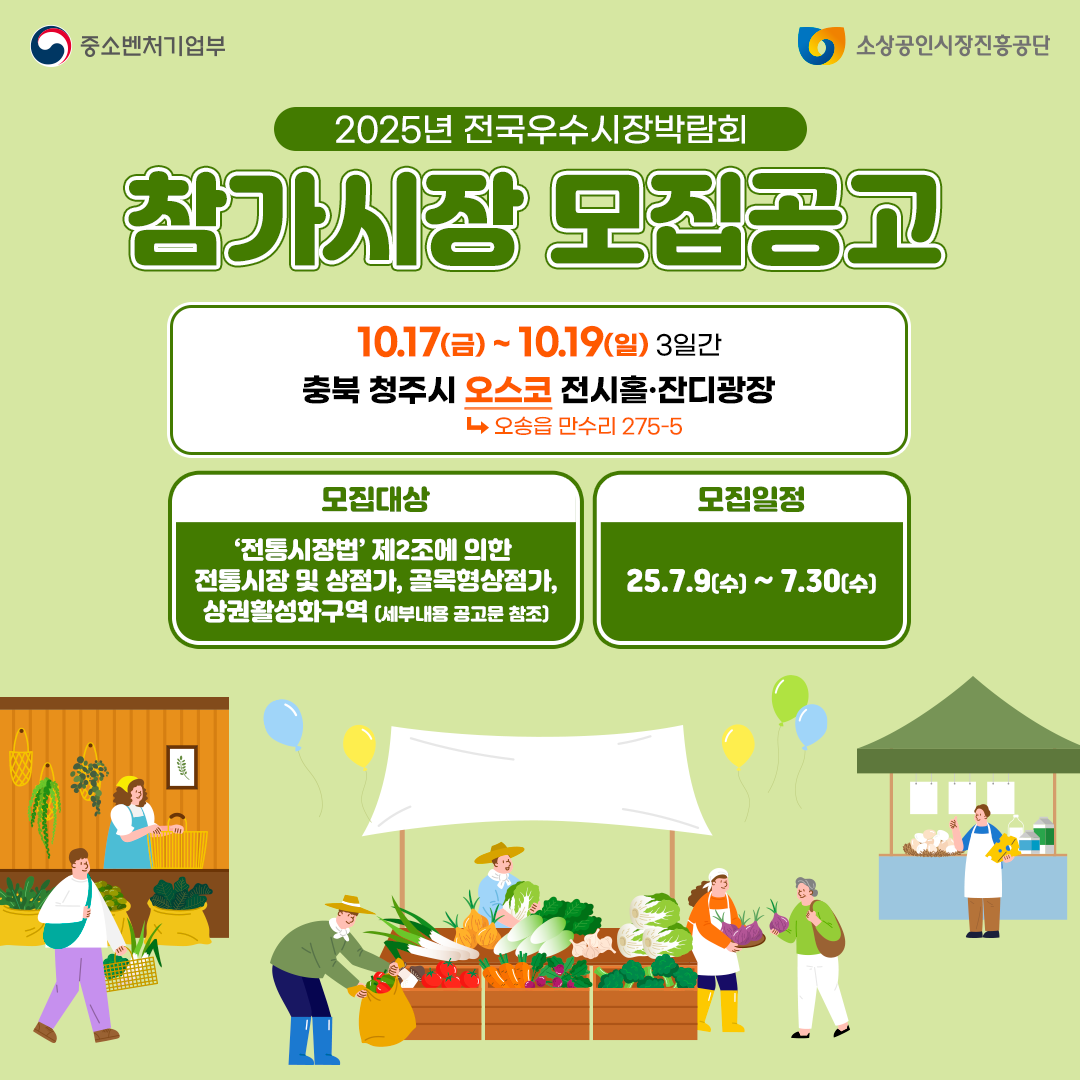 중소벤처기업부
소상공인시장진흥공단
2025년 전국우수시장박람회
참가시장 모집공고
10.17(금) ~ 10.19(일) 3일간
충북 청주시 오스코 전시홀·잔디광장
오송읍 만수리 275-5
모집대상
‘전통시장법’ 제2조에 의한
전통시장 및 상점가, 골목형상점가,
상권활성화구역 (세부내용 공고문 참조)
모집일정
25.7.9(수) ~ 7.30(수)